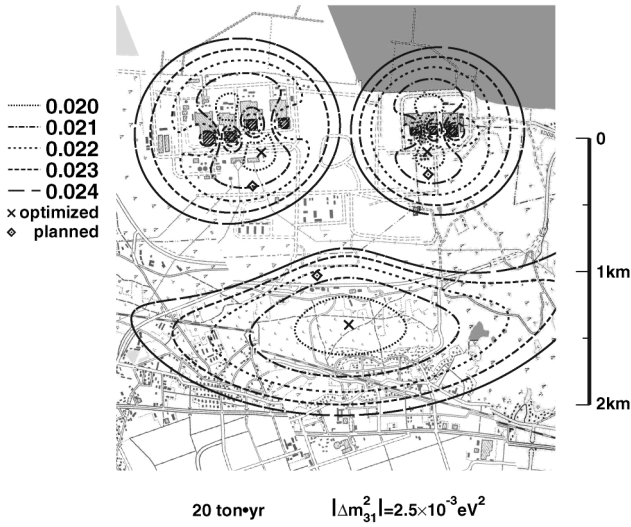 0.020
0.021
0.022
0.023
0.024
× optimized
◇ planned
0
1km
2km
20 ton•yr
|Δm²₃₁|=2.5×10⁻³eV²